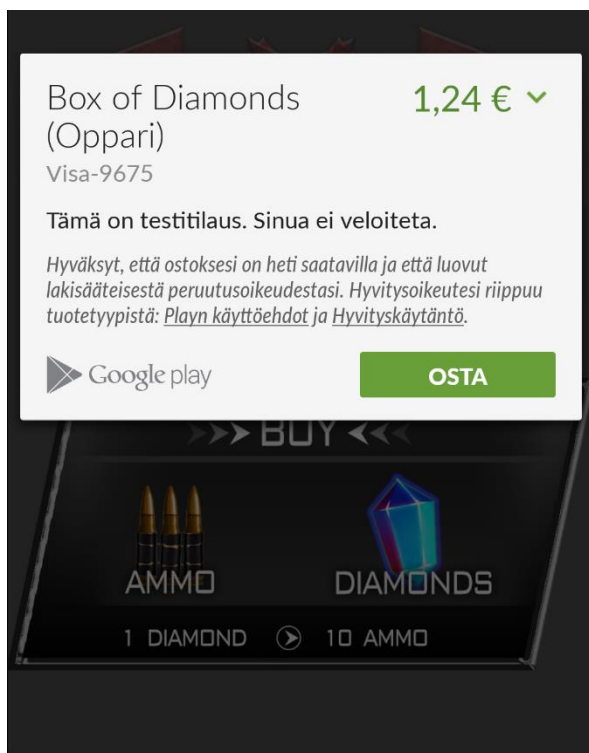 Box of Diamonds
(Oppari)
1,24 €
Visa-9675
Tämä on testitilaus. Sinua ei veloiteta.
Hyväksyt, että ostoksesi on heti saatavilla ja että luovut
lakisääteisestä peruutusoikeudestasi. Hyvitysoikeutesi riippuu
tuotetyypistä: Playn käyttöehdot ja Hyvityskäytäntö.
Google play
OSTA
BUY
AMMO
DIAMONDS
1 DIAMOND
10 AMMO